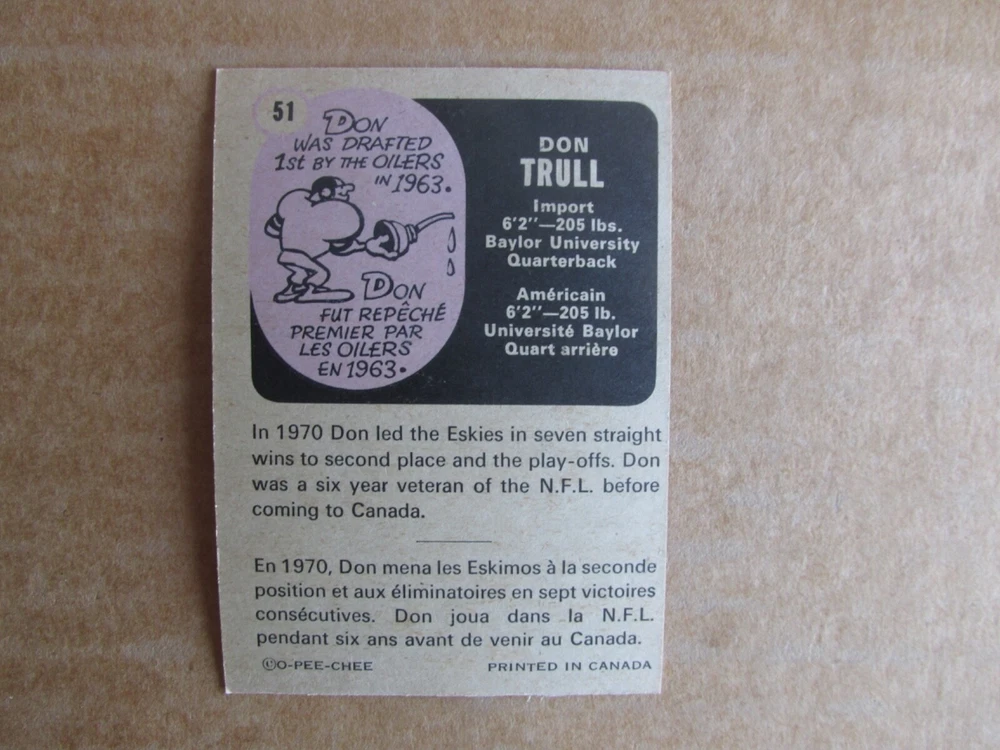 51
DON
WAS DRAFTED
1st BY THE OILERS
IN 1963.
DON
FUT REPÊCHÉ
PREMIER PAR
LES OILERS
EN 1963.
DON
TRULL
Import
6'2''—205 lbs.
Baylor University
Quarterback
Américain
6'2''—205 lb.
Université Baylor
Quart arrière
In 1970 Don led the Eskies in seven straight
wins to second place and the play-offs. Don
was a six year veteran of the N.F.L. before
coming to Canada.
En 1970, Don mena les Eskimos à la seconde
position et aux éliminatoires en sept victoires
consécutives. Don joua dans la N.F.L.
pendant six ans avant de venir au Canada.
©O-PEE-CHEE PRINTED IN CANADA